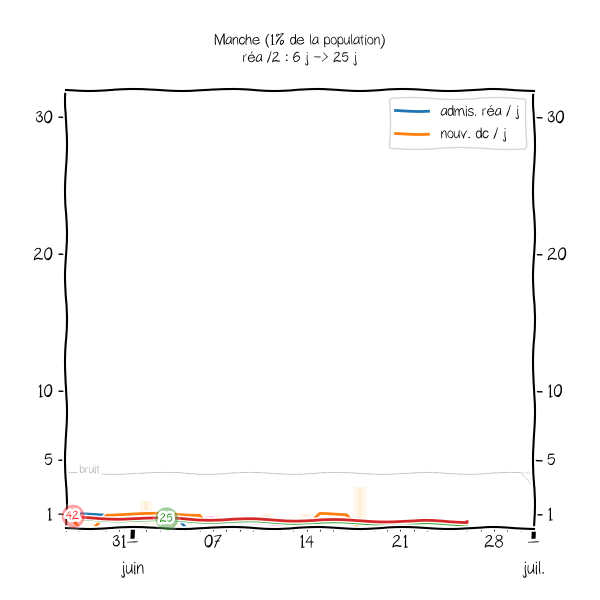 Manche (1% de la population)
réa /2 : 6 j -> 25 j
admis. réa / j
nouv. dc / j
30
30
20
20
10
10
5
5
bruit
1
1
42
25
31
07
14
21
28
juin
juil.